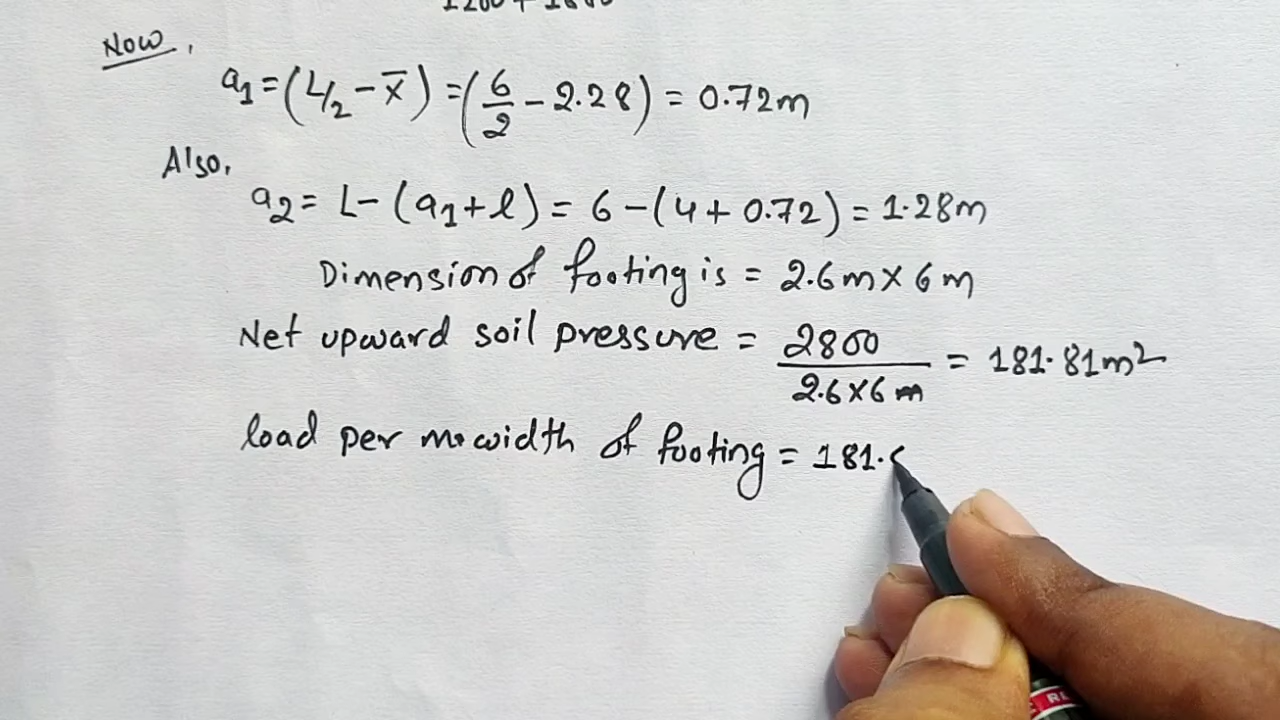 Now,
a1 = (L/2 - x̄) = (6/2 - 2.28) = 0.72m
Also,
a2 = L - (a1 + l) = 6 - (4 + 0.72) = 1.28m
Dimension of footing is = 2.6m × 6m
Net upward soil pressure = 2800 / 2.6×6m = 181.81m²
load per m. width of footing = 181.